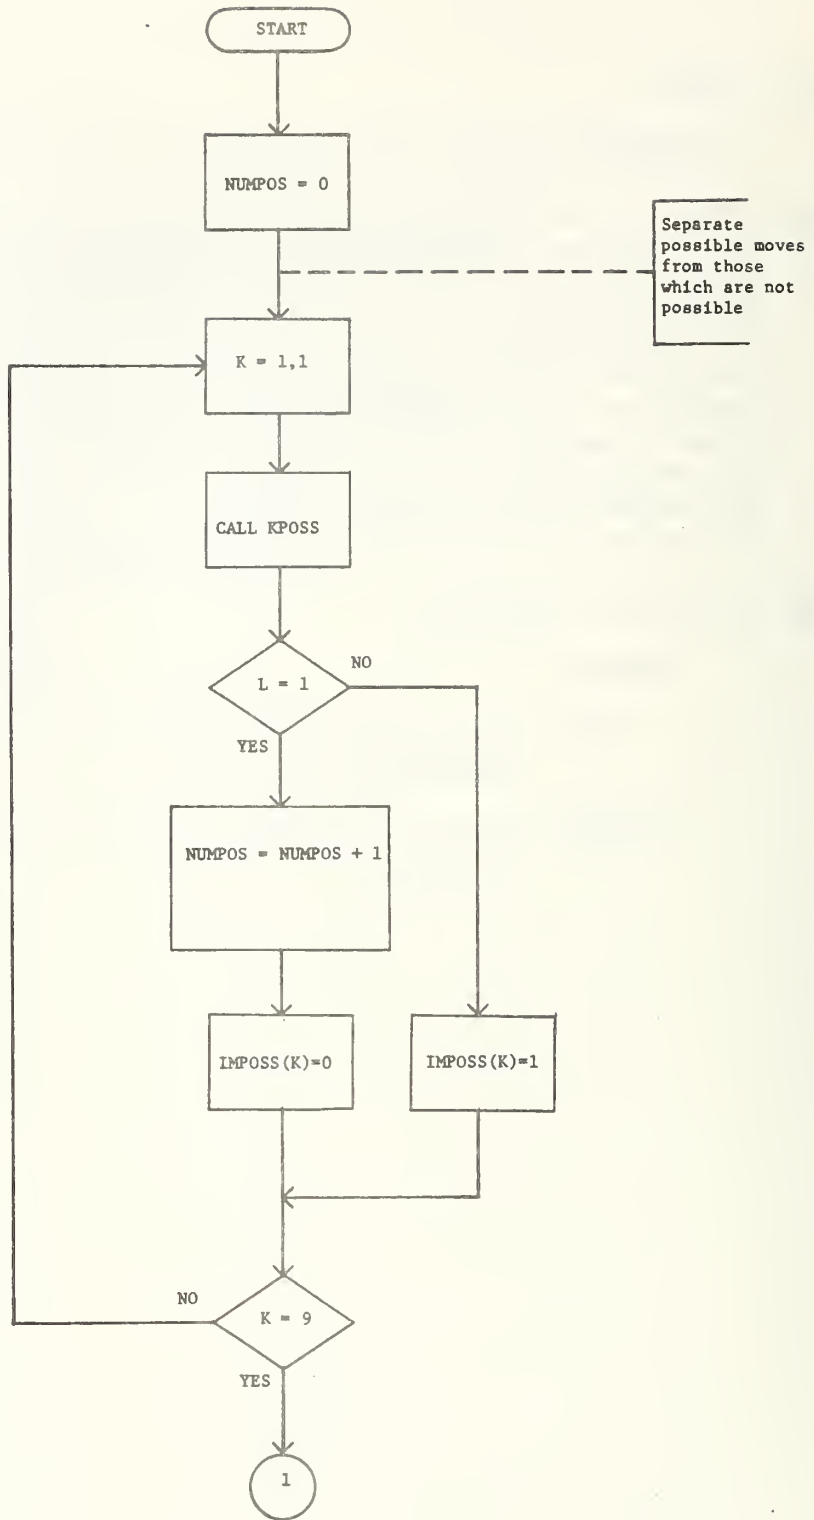 START
NUMPOS = 0
Separate
possible moves
from those
which are not
possible
K = 1,1
CALL KPOSS
L = 1
NO
YES
NUMPOS = NUMPOS + 1
IMPOSS(K)=0
IMPOSS(K)=1
NO
K = 9
YES
1